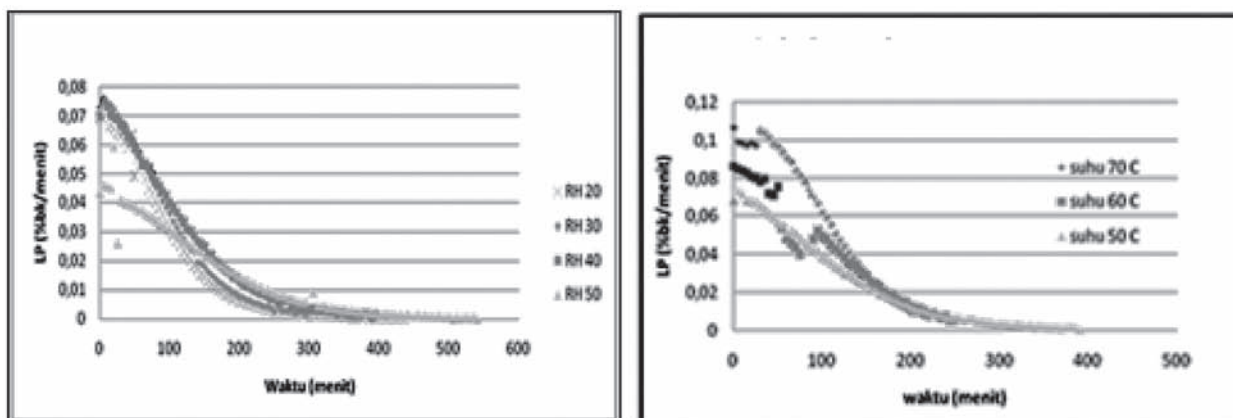 0,08
0,07
0,06
0,05
0,04
0,03
0,02
0,01
0
LP (%bk/menit)
0 100 200 300 400 500 600
Waktu (menit)
RH 20
RH 30
RH 40
RH 50
0,12
0,1
0,08
0,06
0,04
0,02
0
LP (%bk/menit)
0 100 200 300 400 500
waktu (menit)
suhu 70 C
suhu 60 C
suhu 50 C